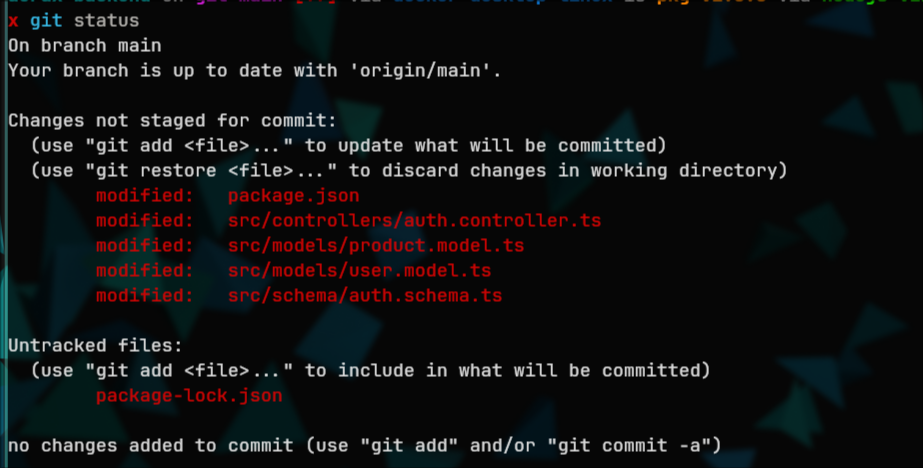 x git status
On branch main
Your branch is up to date with 'origin/main'.
Changes not staged for commit:
(use "git add <file>..." to update what will be committed)
(use "git restore <file>..." to discard changes in working directory)
modified: package.json
modified: src/controllers/auth.controller.ts
modified: src/models/product.model.ts
modified: src/models/user.model.ts
modified: src/schema/auth.schema.ts
Untracked files:
(use "git add <file>..." to include in what will be committed)
package-lock.json
no changes added to commit (use "git add" and/or "git commit -a")